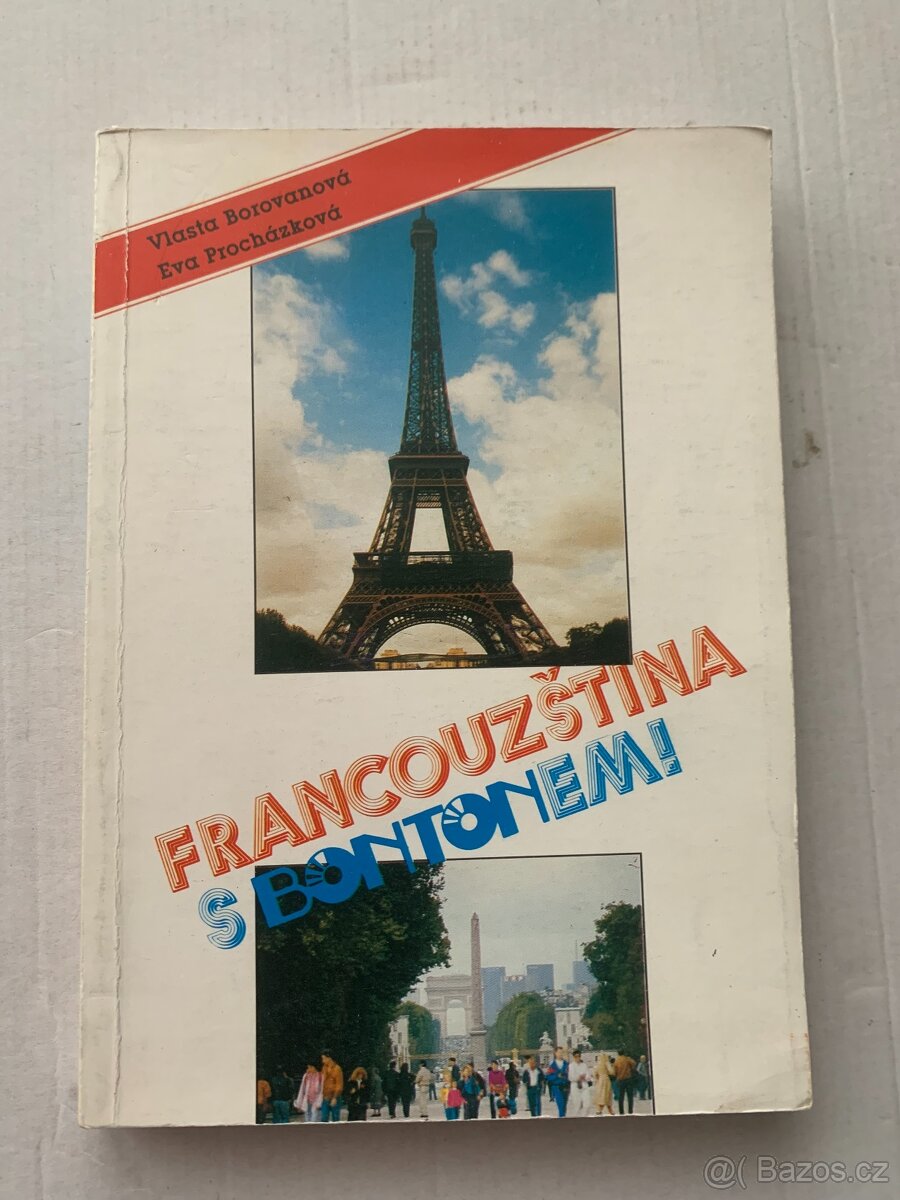 Vlasta Borovanová
Eva Procházková
FRANCOUZŠTINA
S BONTONEM!
@( Bazos.cz